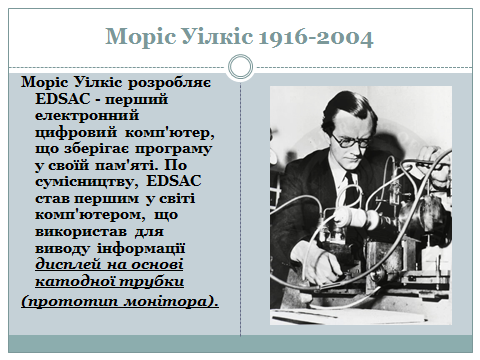 Моріс Уілкіс 1916-2004
Моріс Уілкіс розробляє
EDSAC - перший
електронний
цифровий комп'ютер,
що зберігає програму
у своїй пам'яті. По
сумісництву, EDSAC
став першим у світі
комп'ютером, що
використав для
виводу інформації
дисплей на основі
катодної трубки
(прототип монітора).